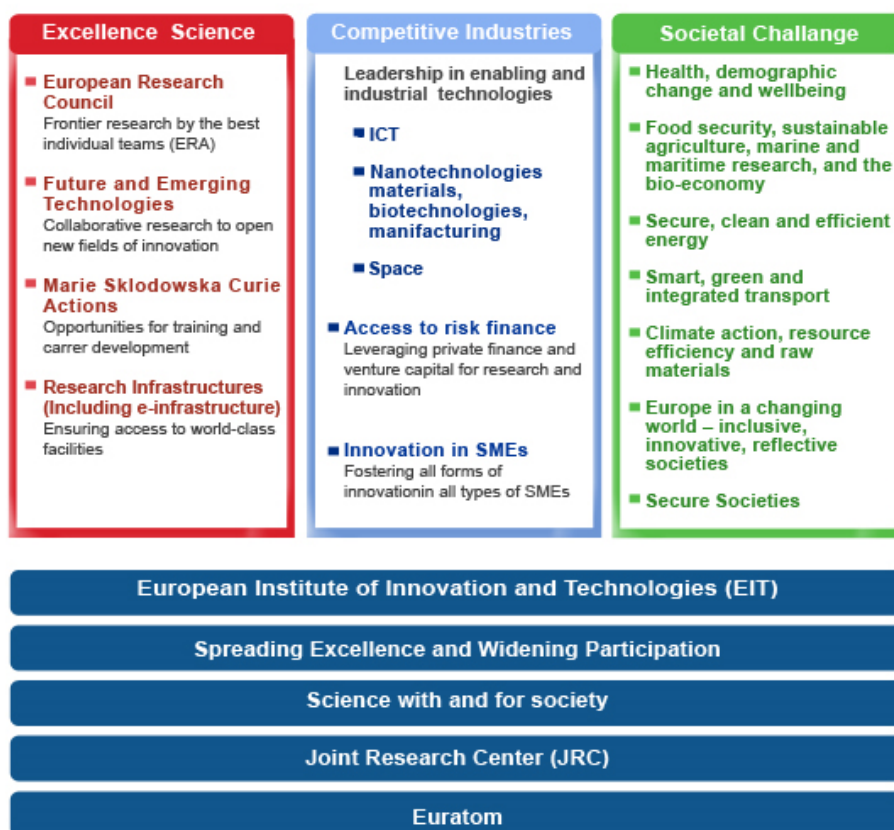 Excellence Science
European Research
Council
Frontier research by the best
individual teams (ERA)
Future and Emerging
Technologies
Collaborative research to open
new fields of innovation
Marie Sklodowska Curie
Actions
Opportunities for training and
carrer development
Research Infrastructures
(Including e-infrastructure)
Ensuring access to world-class
facilities
Competitive Industries
Leadership in enabling and
industrial technologies
ICT
Nanotechnologies
materials,
biotechnologies,
manifacturing
Space
Access to risk finance
Leveraging private finance and
venture capital for research and
innovation
Innovation in SMEs
Fostering all forms of
innovationin all types of SMEs
Societal Challange
Health, demographic
change and wellbeing
Food security, sustainable
agriculture, marine and
maritime research, and the
bio-economy
Secure, clean and efficient
energy
Smart, green and
integrated transport
Climate action, resource
efficiency and raw
materials
Europe in a changing
world – inclusive,
innovative, reflective
societies
Secure Societies
European Institute of Innovation and Technologies (EIT)
Spreading Excellence and Widening Participation
Science with and for society
Joint Research Center (JRC)
Euratom